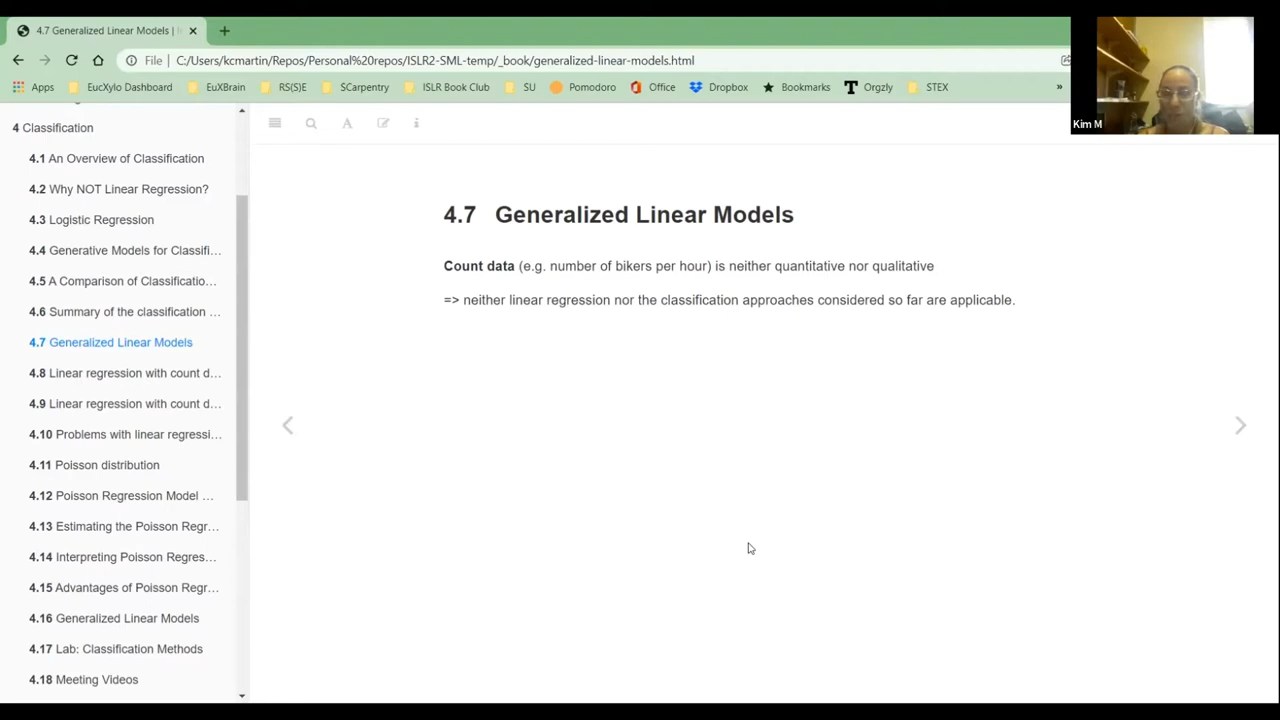 4.7 Generalized Linear Models |
File C:/Users/kcmartin/Repos/Personal%20repos/ISLR2-SML-temp/_book/generalized-linear-models.html
Apps EucXylo Dashboard EuXBrain RS(S)E SCarpentry ISLR Book Club SU Pomodoro Office Dropbox Bookmarks Orgzly STEX »
Kim M
4 Classification
4.1 An Overview of Classification
4.2 Why NOT Linear Regression?
4.3 Logistic Regression
4.4 Generative Models for Classifi...
4.5 A Comparison of Classificatio...
4.6 Summary of the classification ...
4.7 Generalized Linear Models
4.8 Linear regression with count d...
4.9 Linear regression with count d...
4.10 Problems with linear regressi...
4.11 Poisson distribution
4.12 Poisson Regression Model ...
4.13 Estimating the Poisson Regr...
4.14 Interpreting Poisson Regres...
4.15 Advantages of Poisson Regr...
4.16 Generalized Linear Models
4.17 Lab: Classification Methods
4.18 Meeting Videos
4.7 Generalized Linear Models
Count data (e.g. number of bikers per hour) is neither quantitative nor qualitative
=> neither linear regression nor the classification approaches considered so far are applicable.